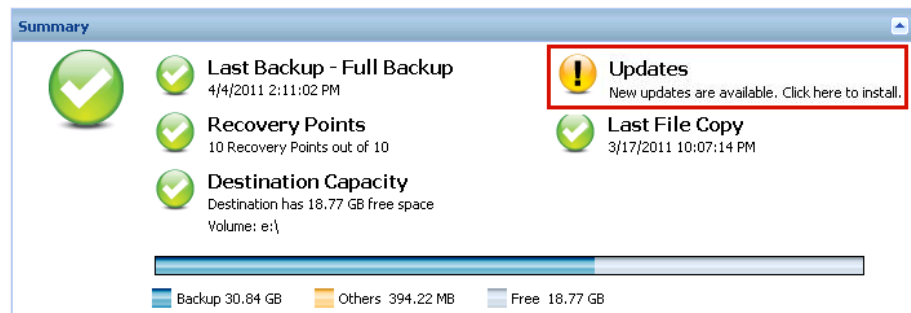 Summary
Last Backup - Full Backup
4/4/2011 2:11:02 PM
Updates
New updates are available. Click here to install.
Recovery Points
10 Recovery Points out of 10
Last File Copy
3/17/2011 10:07:14 PM
Destination Capacity
Destination has 18.77 GB free space
Volume: e:\
Backup 30.84 GB
Others 394.22 MB
Free 18.77 GB